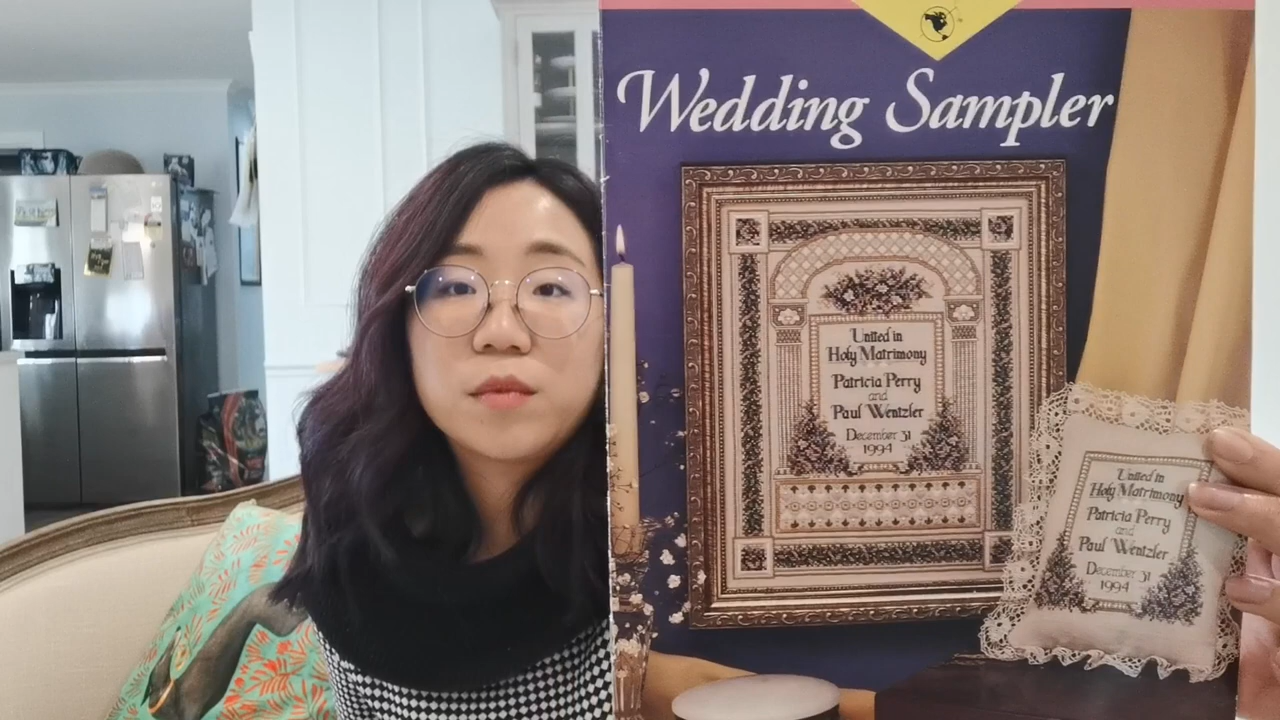 Wedding Sampler
United in
Holy Matrimony
Patricia Perry
and
Paul Wentzler
December 31
1994
United in
Holy Matrimony
Patricia Perry
and
Paul Wentzler
December 31
1994